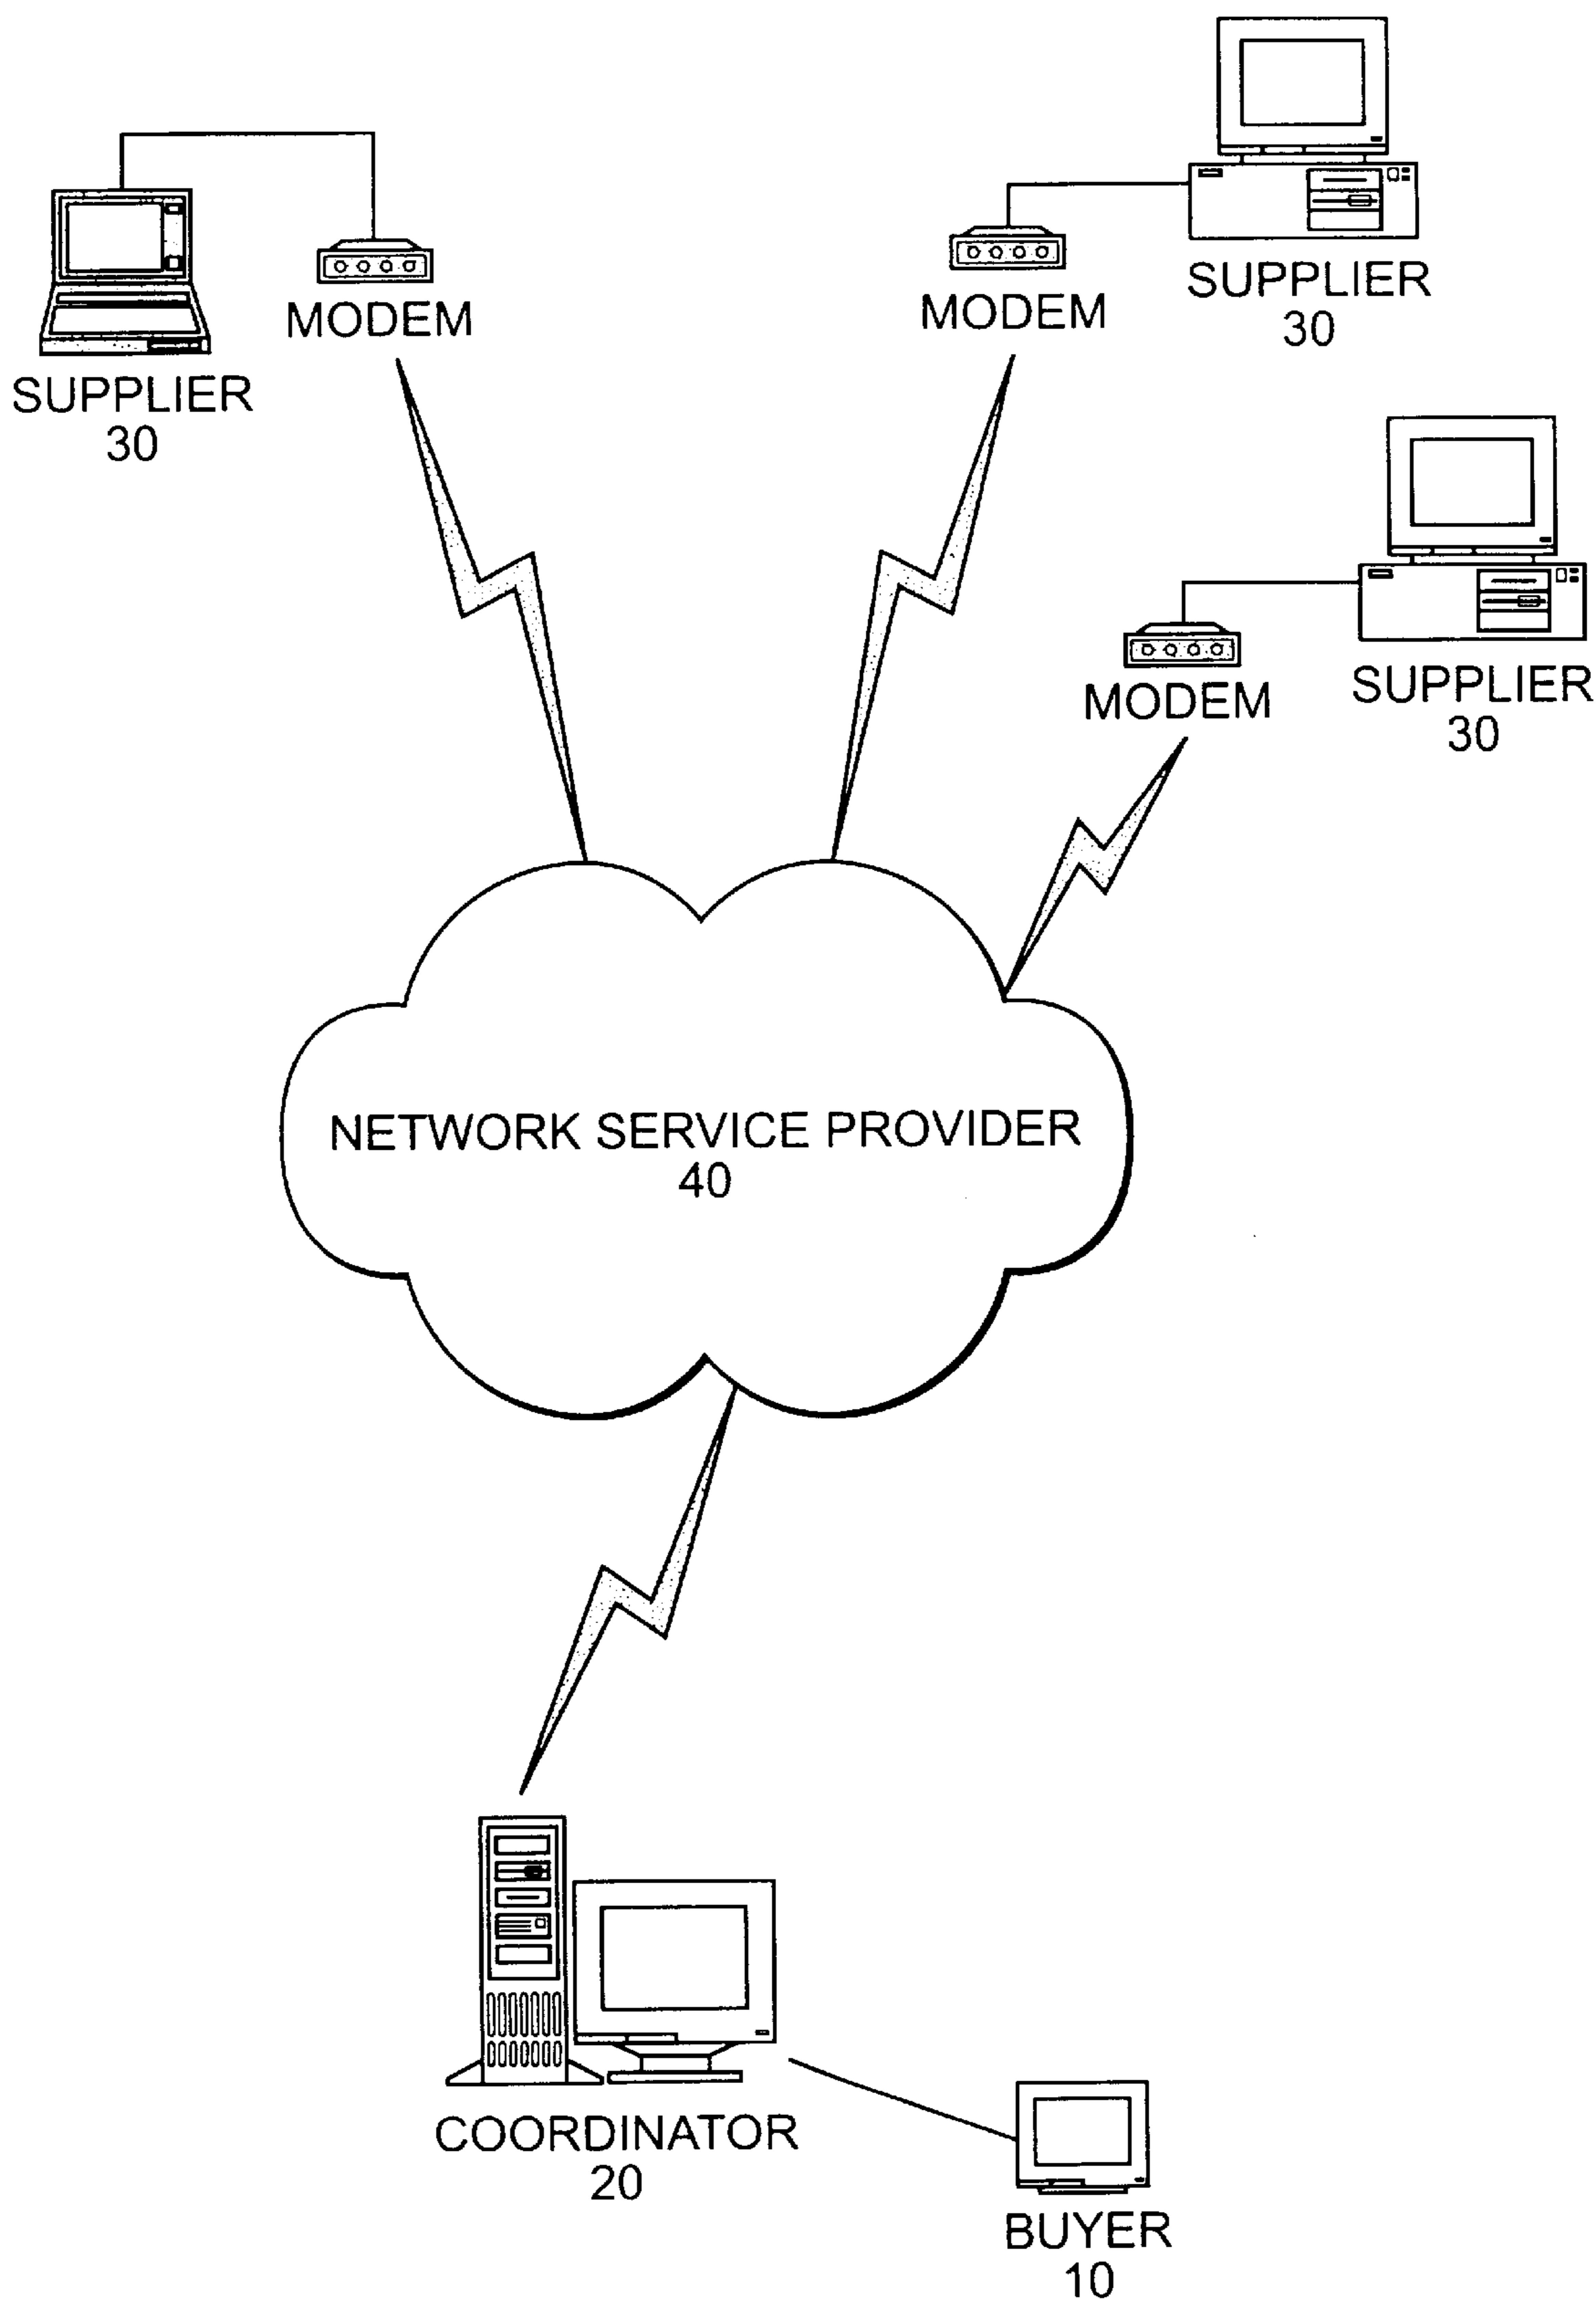 SUPPLIER
30
MODEM
MODEM
SUPPLIER
30
MODEM
SUPPLIER
30
NETWORK SERVICE PROVIDER
40
COORDINATOR
20
BUYER
10